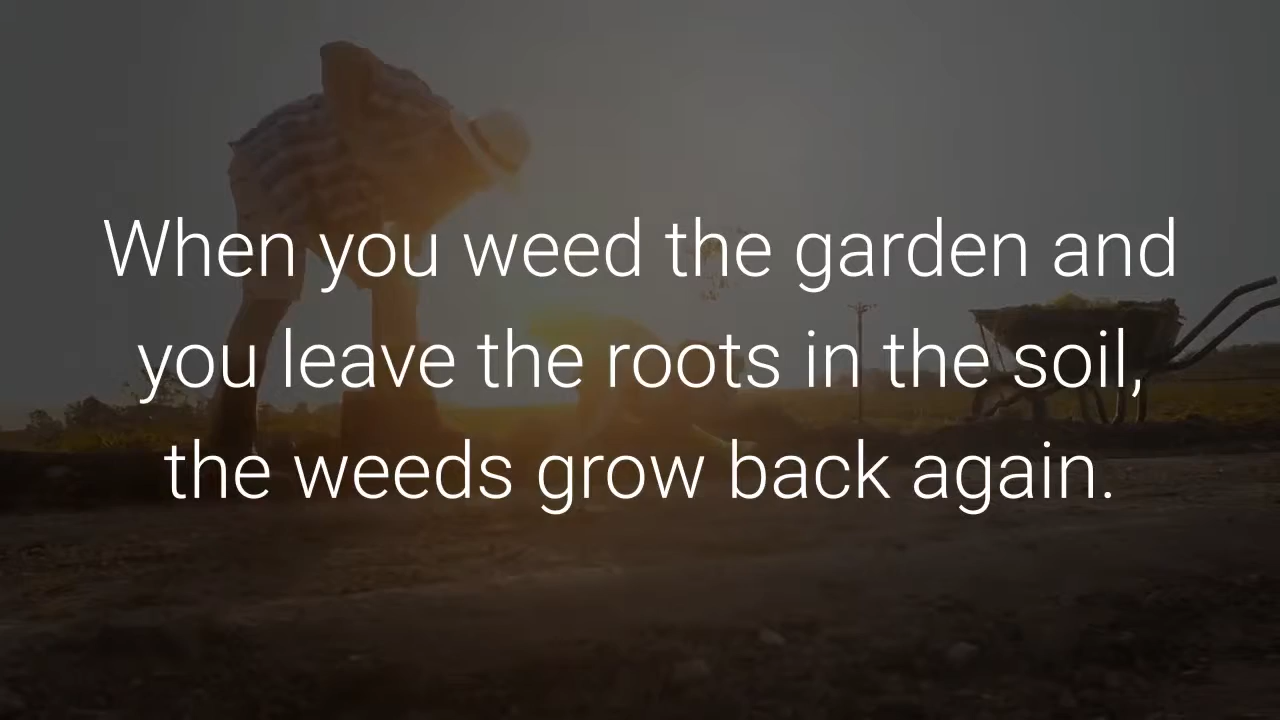 When you weed the garden and
you leave the roots in the soil,
the weeds grow back again.